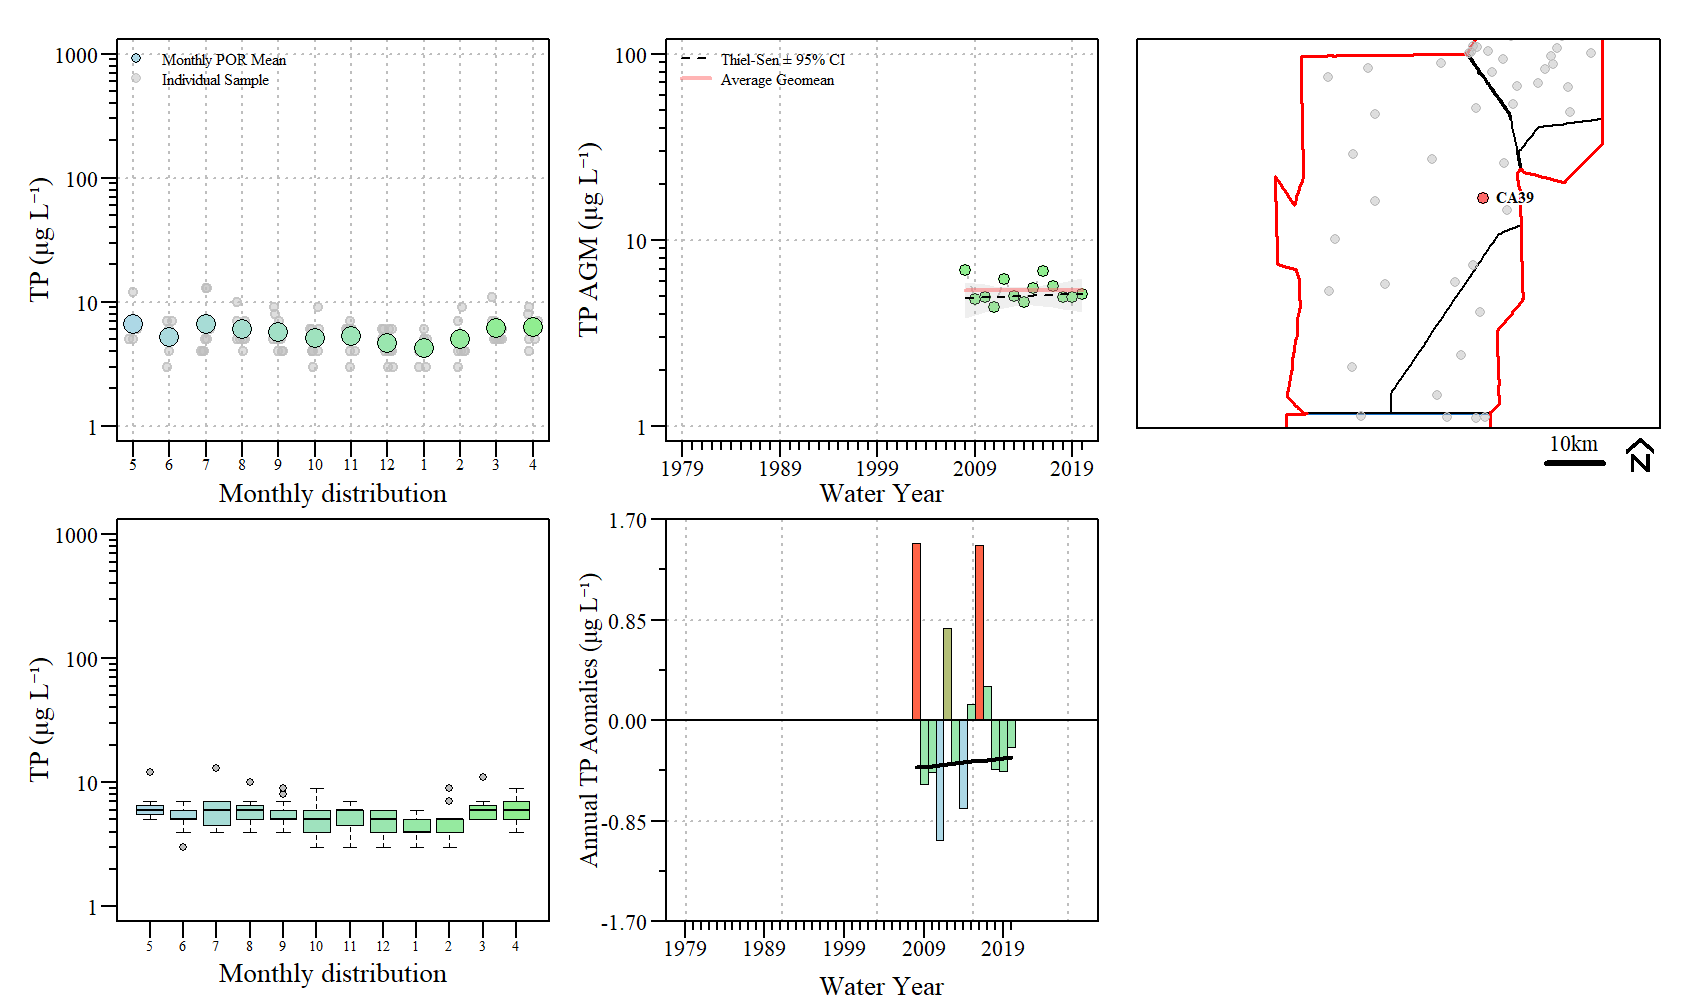 TP (µg L⁻¹)
1000
100
10
1
Monthly POR Mean
Individual Sample
5 6 7 8 9 10 11 12 1 2 3 4
Monthly distribution
TP AGM (µg L⁻¹)
100
10
1
Thiel-Sen ± 95% CI
Average Geomean
1979 1989 1999 2009 2019
Water Year
CA39
10km
N
TP (µg L⁻¹)
1000
100
10
1
5 6 7 8 9 10 11 12 1 2 3 4
Monthly distribution
Annual TP Aomalies (µg L⁻¹)
1.70
0.85
0.00
-0.85
-1.70
1979 1989 1999 2009 2019
Water Year